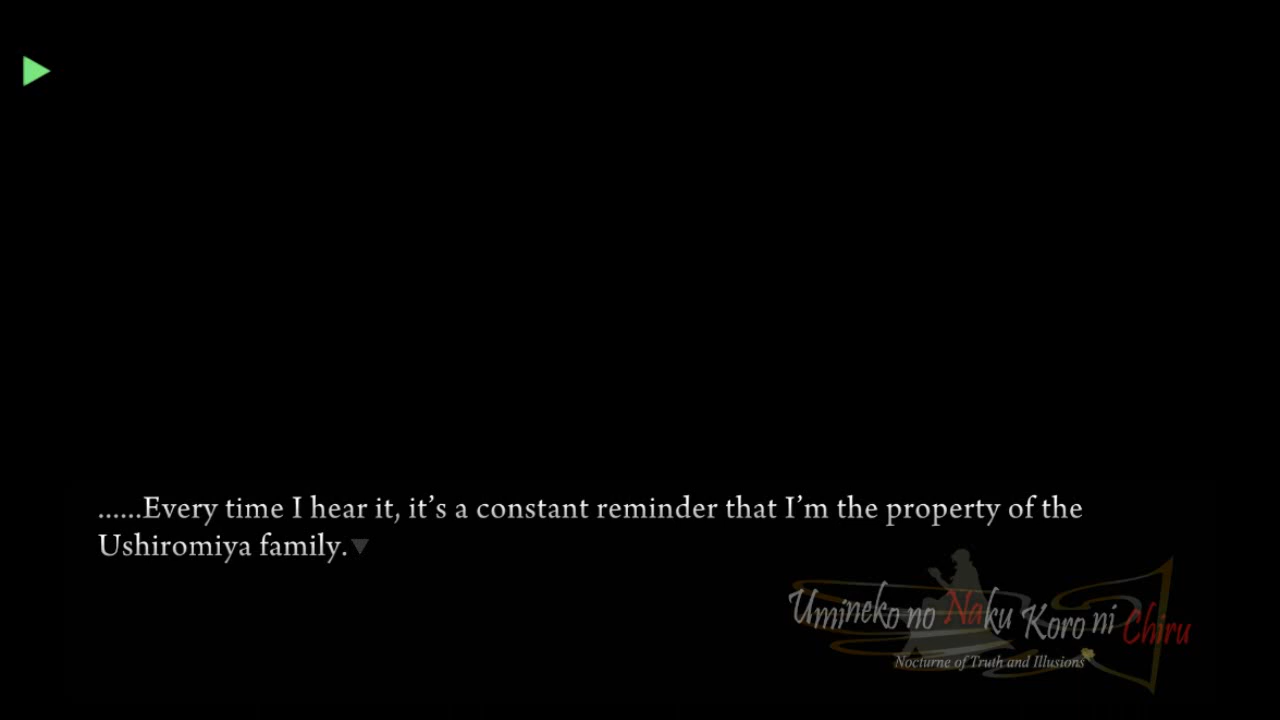 ......Every time I hear it, it’s a constant reminder that I’m the property of the
Ushiromiya family.
Umineko no Naku Koro ni Chiru
Nocturne of Truth and Illusions